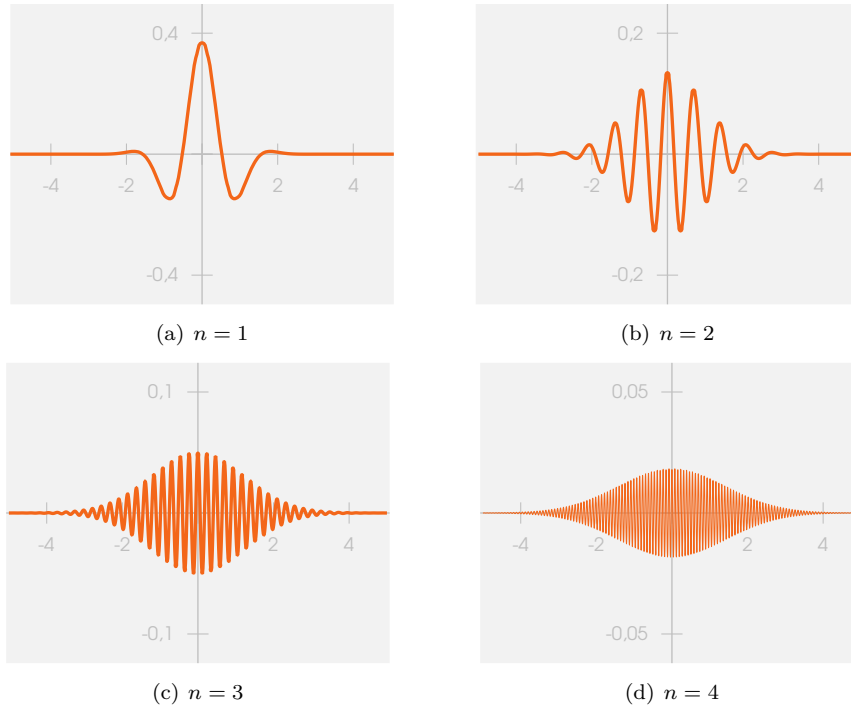 0,4
-4 -2 2 4
-0,4
(a) n = 1
0,2
-4 -2 2 4
-0,2
(b) n = 2
0,1
-4 -2 2 4
-0,1
(c) n = 3
0,05
-4 -2 2 4
-0,05
(d) n = 4